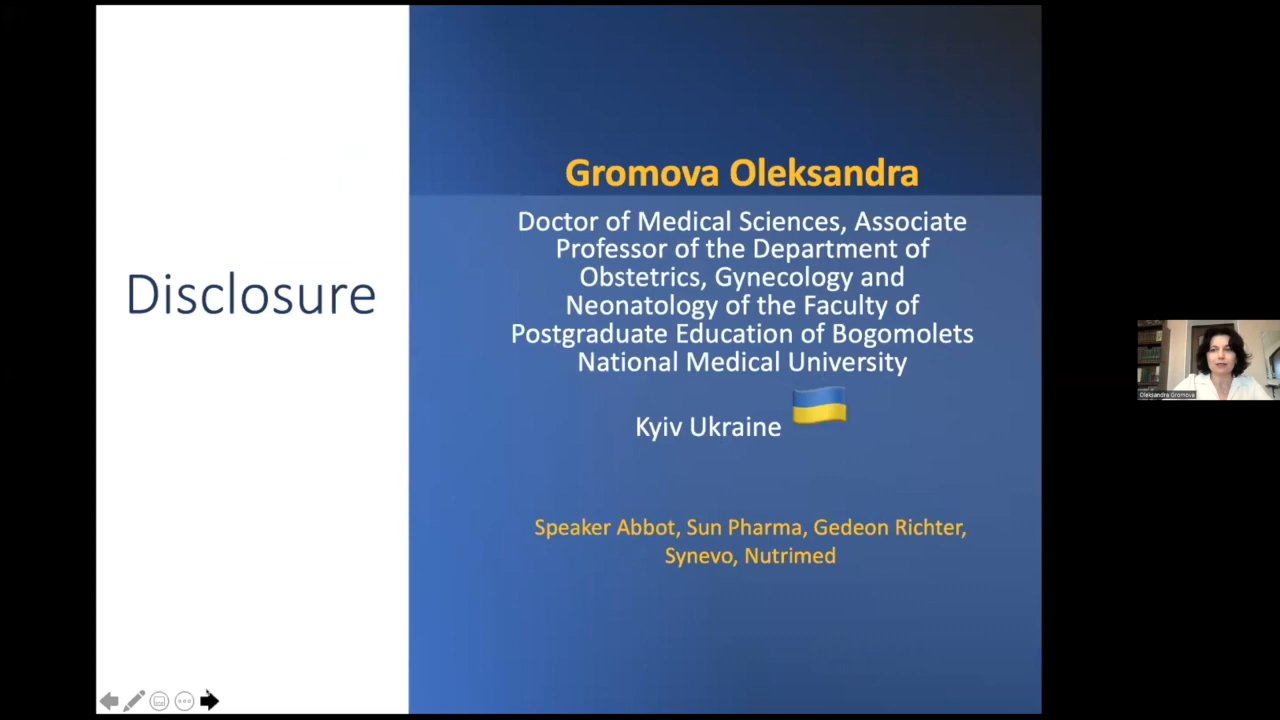 Disclosure
Gromova Oleksandra
Doctor of Medical Sciences, Associate
Professor of the Department of
Obstetrics, Gynecology and
Neonatology of the Faculty of
Postgraduate Education of Bogomolets
National Medical University
Kyiv Ukraine
Speaker Abbot, Sun Pharma, Gedeon Richter,
Synevo, Nutrimed
Oleksandra Gromova